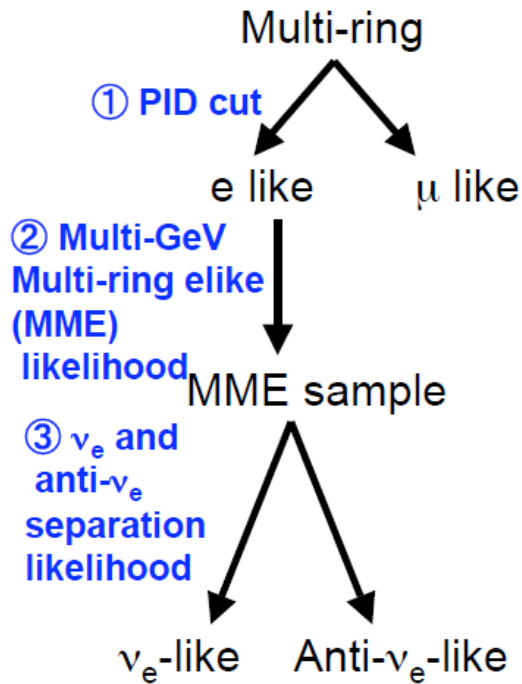 Multi-ring
① PID cut
e like
μ like
② Multi-GeV
Multi-ring elike
(MME)
likelihood
MME sample
③ νe and
anti-νe
separation
likelihood
νe-like
Anti-νe-like